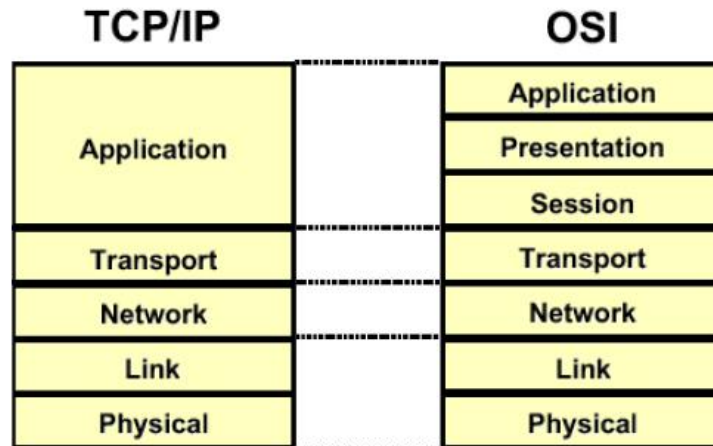 TCP/IP
OSI
Application
Transport
Network
Link
Physical
Application
Presentation
Session
Transport
Network
Link
Physical